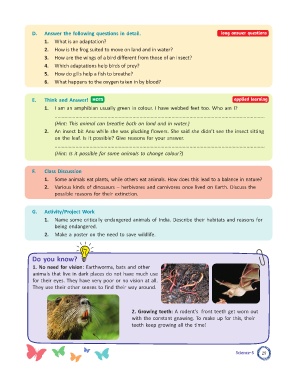 D. Answer the following questions in detail. long answer questions
1. What is an adaptation?
2. How is the frog suited to move on land and in water?
3. How are the wings of a bird different from those of an insect?
4. Which adaptations help birds of prey?
5. How do gills help a fish to breathe?
6. What happens to the oxygen taken in by blood?
E. Think and Answer! HOTS applied learning
1. I am an amphibian usually green in colour. I have webbed feet too. Who am I?
(Hint: This animal can breathe both on land and in water.)
2. An insect bit Anu while she was plucking flowers. She said she didn't see the insect sitting
on the leaf. Is it possible? Give reasons for your answer.
(Hint: Is it possible for some animals to change colour?)
F. Class Discussion
1. Some animals eat plants, while others eat animals. How does this lead to a balance in nature?
2. Various kinds of dinosaurs – herbivores and carnivores once lived on Earth. Discuss the
possible reasons for their extinction.
G. Activity/Project Work
1. Name some critically endangered animals of India. Describe their habitats and reasons for
being endangered.
2. Make a poster on the need to save wildlife.
Do you know?
1. No need for vision: Earthworms, bats and other
animals that live in dark places do not have much use
for their eyes. They have very poor or no vision at all.
They use their other senses to find their way around.
2. Growing teeth: A rodent's front teeth get worn out
with the constant gnawing. To make up for this, their
teeth keep growing all the time!
Science-5